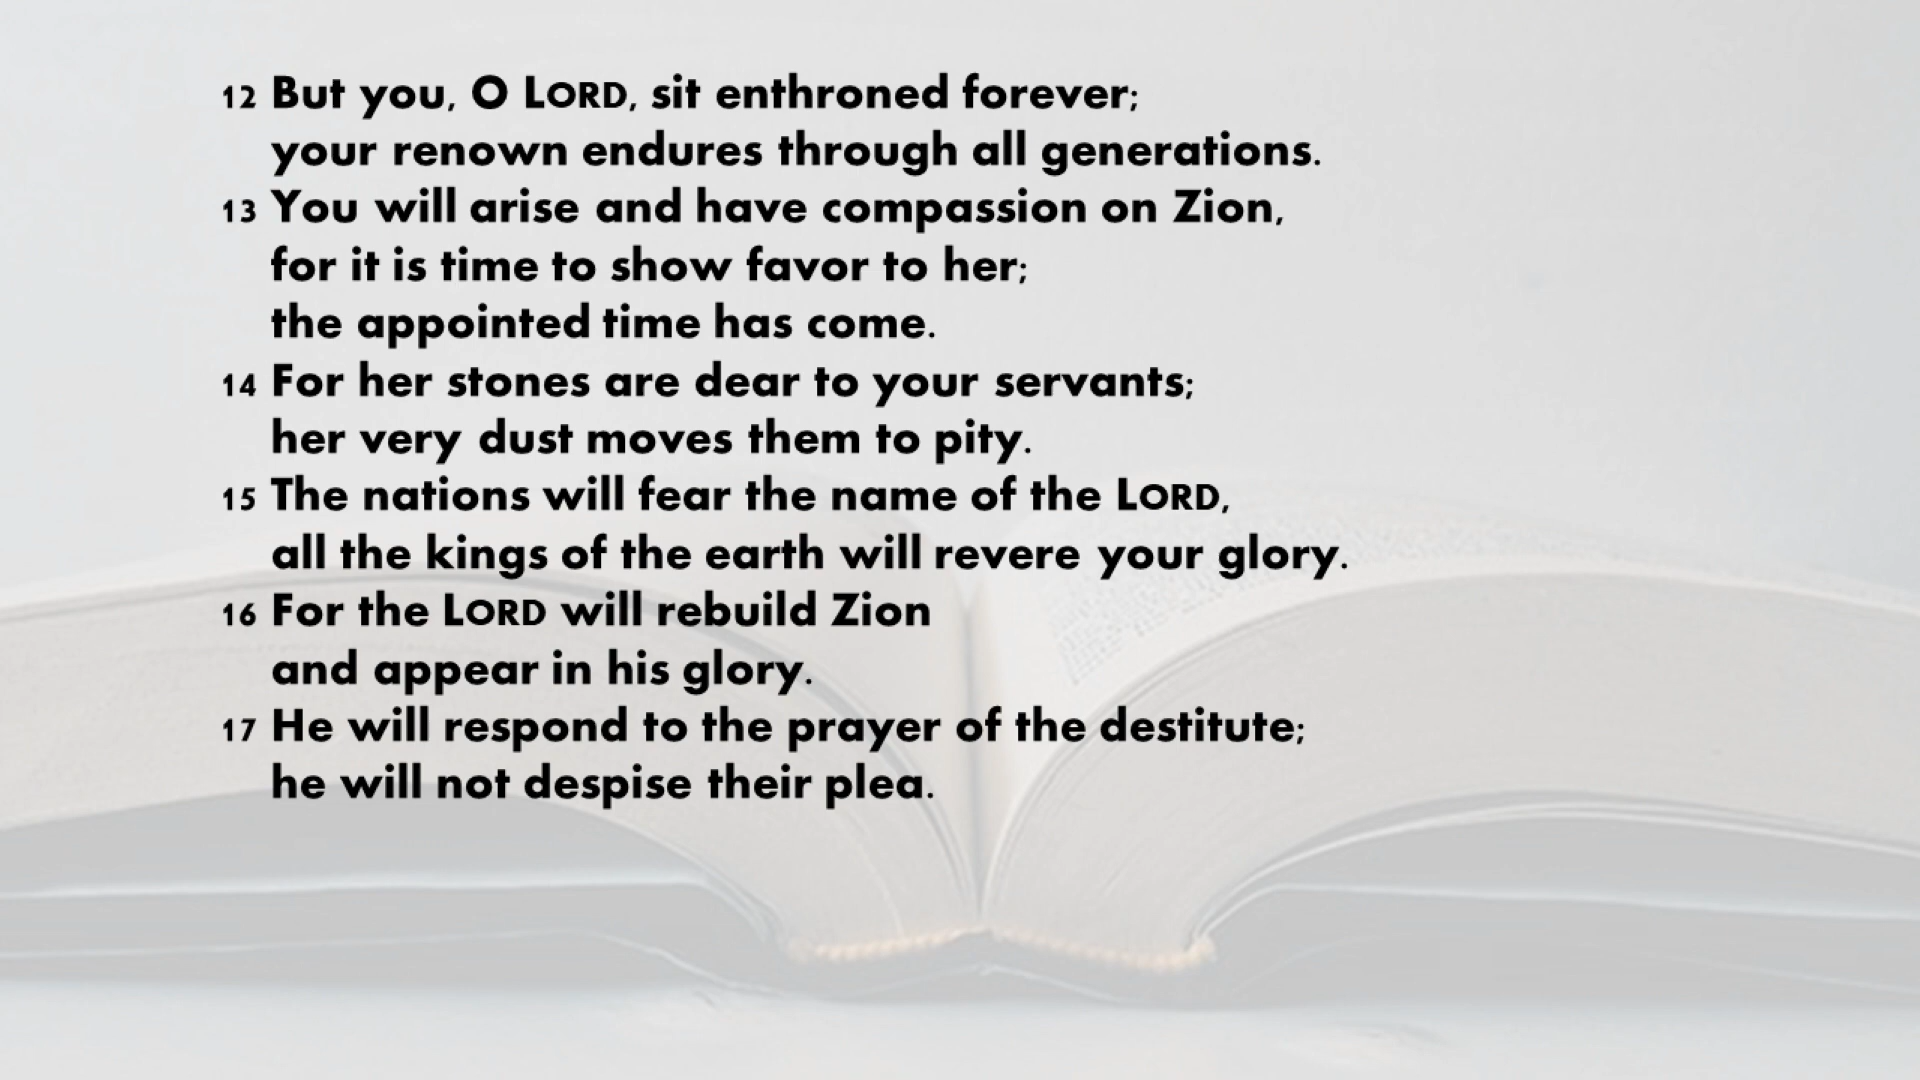 12 But you, O LORD, sit enthroned forever;
your renown endures through all generations.
13 You will arise and have compassion on Zion,
for it is time to show favor to her;
the appointed time has come.
14 For her stones are dear to your servants;
her very dust moves them to pity.
15 The nations will fear the name of the LORD,
all the kings of the earth will revere your glory.
16 For the LORD will rebuild Zion
and appear in his glory.
17 He will respond to the prayer of the destitute;
he will not despise their plea.